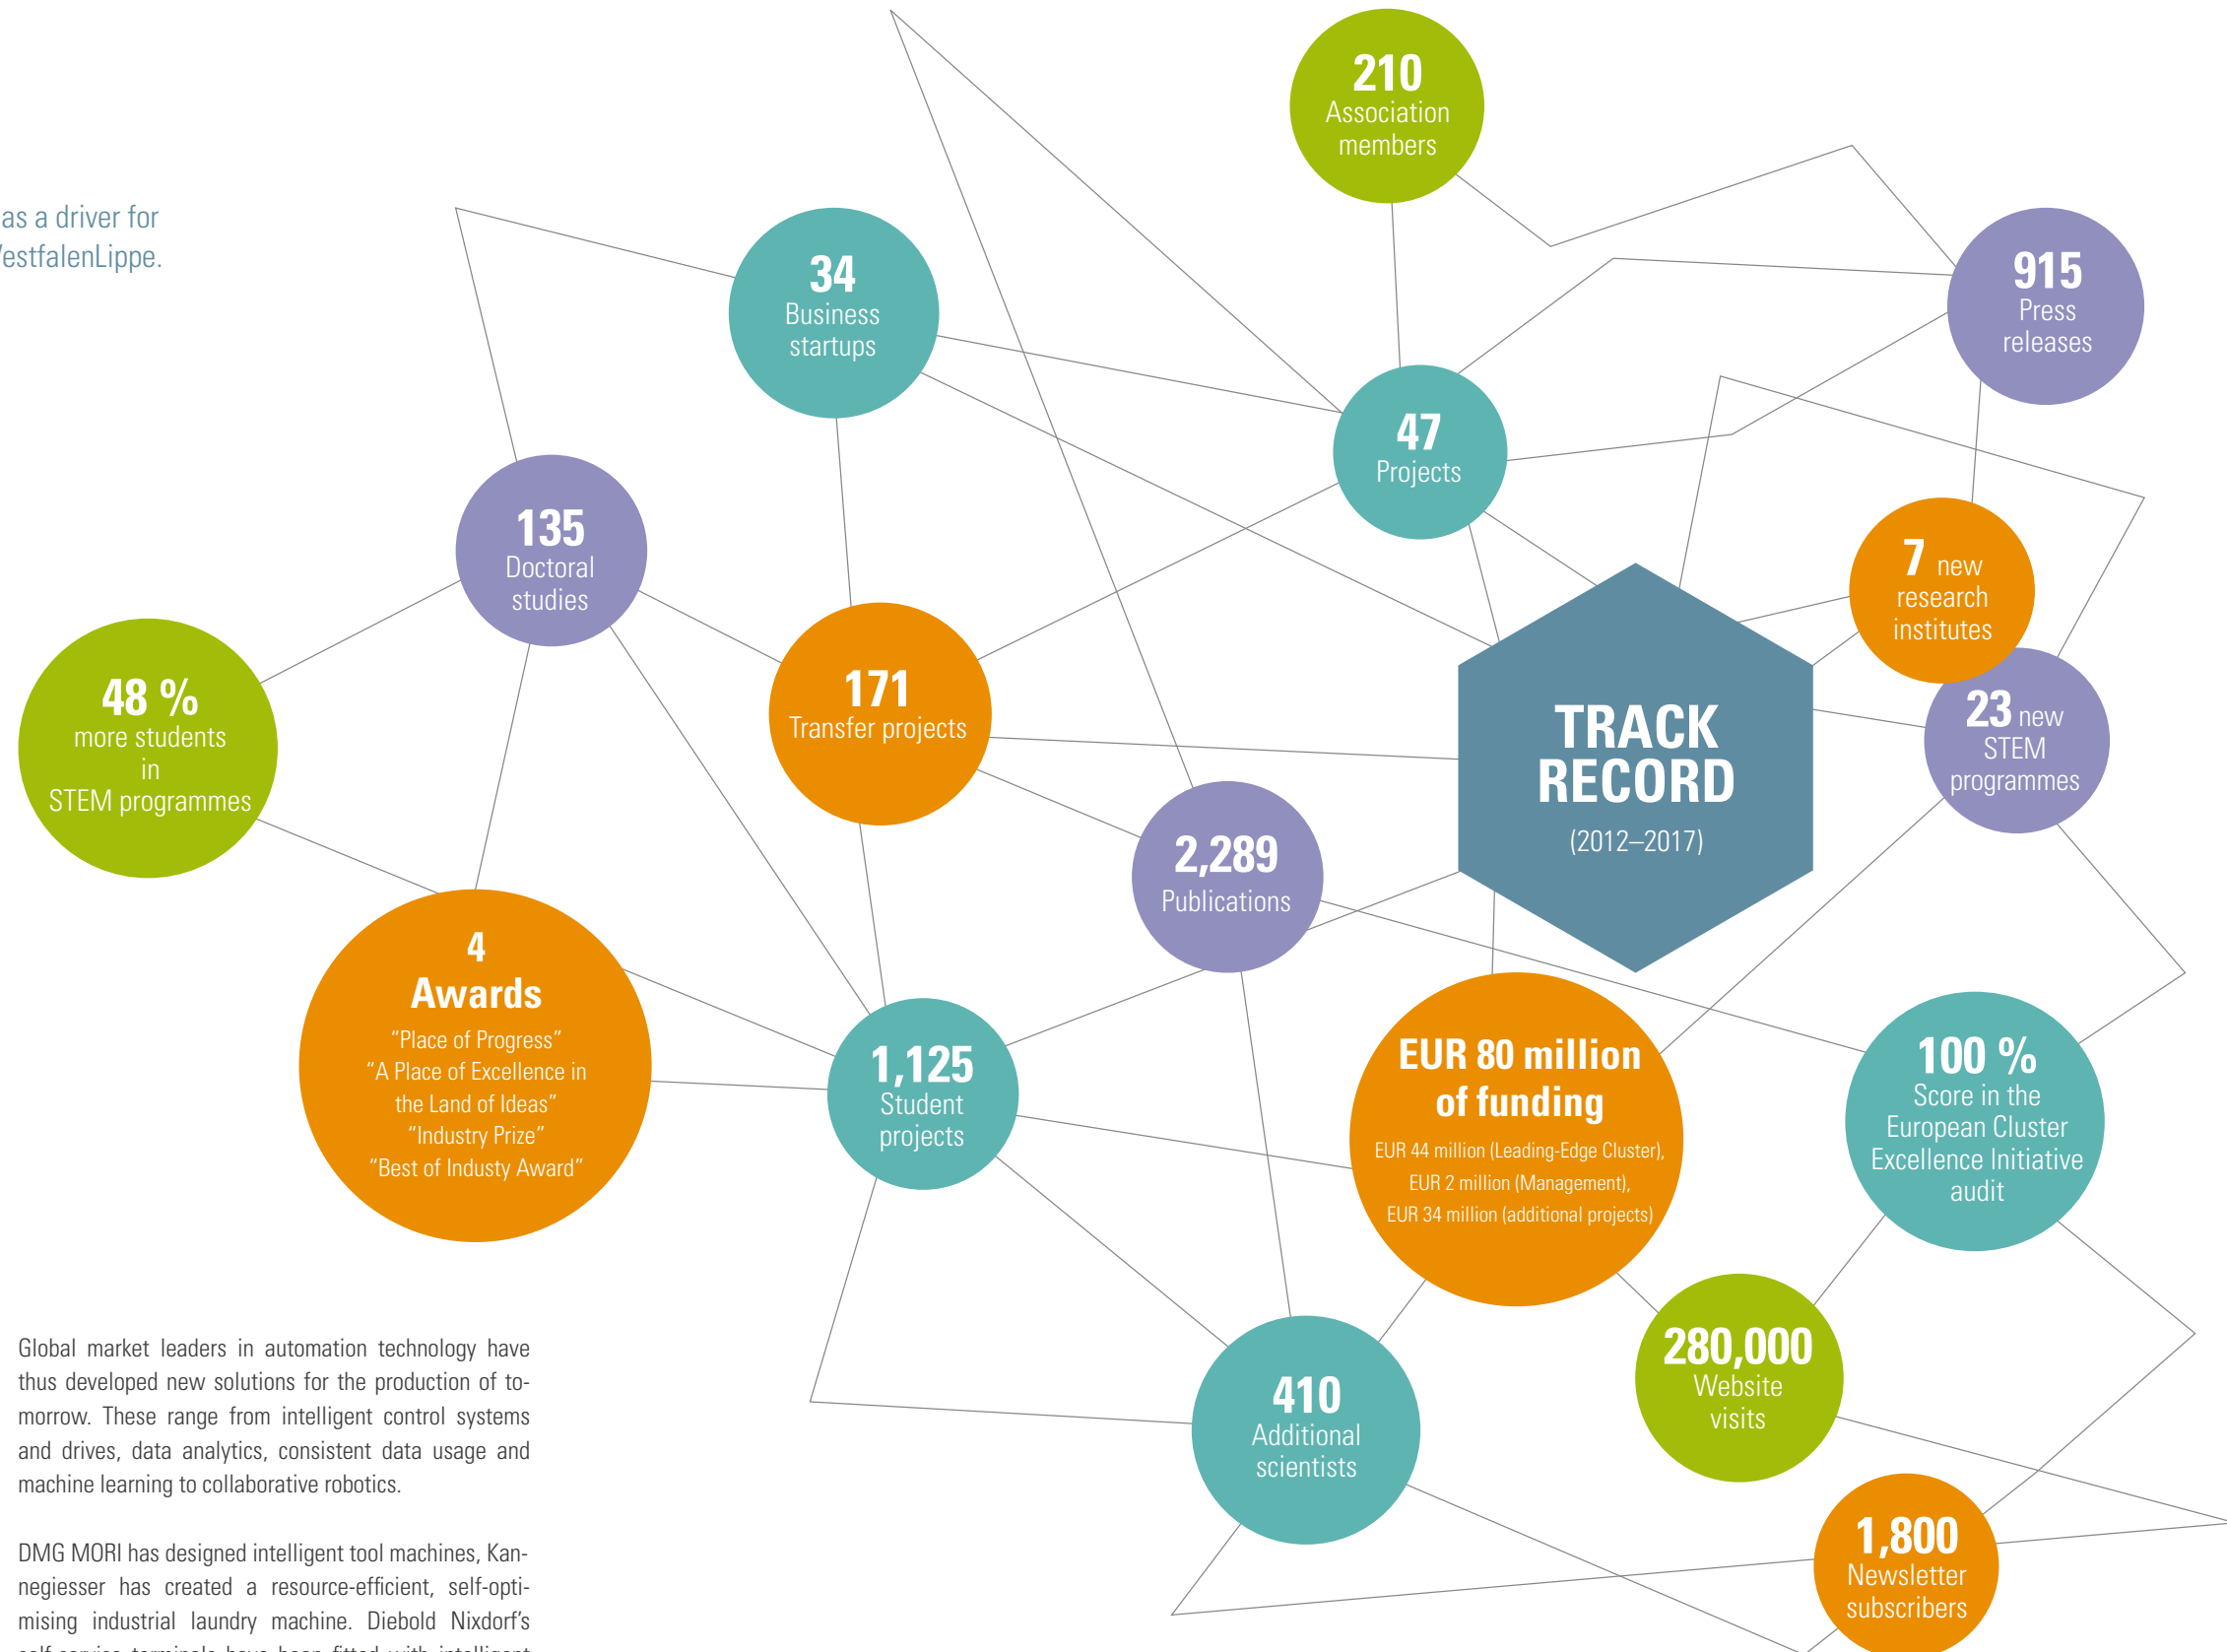 as a driver for
estfalenLippe.
210
Association
members
34
Business
startups
915
Press
releases
47
Projects
135
Doctoral
studies
7 new
research
institutes
48 %
more students
in
STEM programmes
171
Transfer projects
TRACK
RECORD
(2012–2017)
23 new
STEM
programmes
2,289
Publications
4
Awards
“Place of Progress”
“A Place of Excellence in
the Land of Ideas”
“Industry Prize”
“Best of Industy Award”
1,125
Student
projects
EUR 80 million
of funding
EUR 44 million (Leading-Edge Cluster),
EUR 2 million (Management),
EUR 34 million (additional projects)
100 %
Score in the
European Cluster
Excellence Initiative
audit
280,000
Website
visits
410
Additional
scientists
1,800
Newsletter
subscribers
Global market leaders in automation technology have
thus developed new solutions for the production of to-
morrow. These range from intelligent control systems
and drives, data analytics, consistent data usage and
machine learning to collaborative robotics.
DMG MORI has designed intelligent tool machines, Kan-
negiesser has created a resource-efficient, self-opti-
mising industrial laundry machine. Diebold Nixdorf’s
self-service terminals have been fitted with intelligent